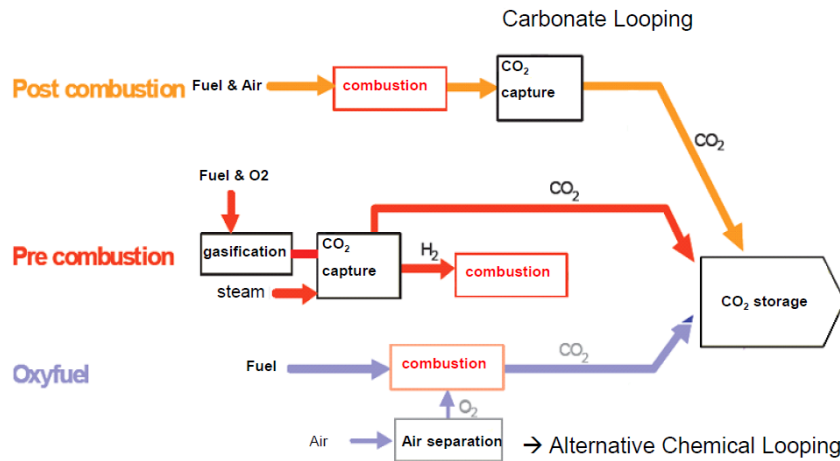 Carbonate Looping
Post combustion
Fuel & Air
combustion
CO₂
capture
CO₂
Fuel & O2
CO₂
Pre combustion
gasification
CO₂
capture
H₂
combustion
steam
CO₂ storage
Oxyfuel
Fuel
combustion
CO₂
O₂
Air
Air separation
→ Alternative Chemical Looping